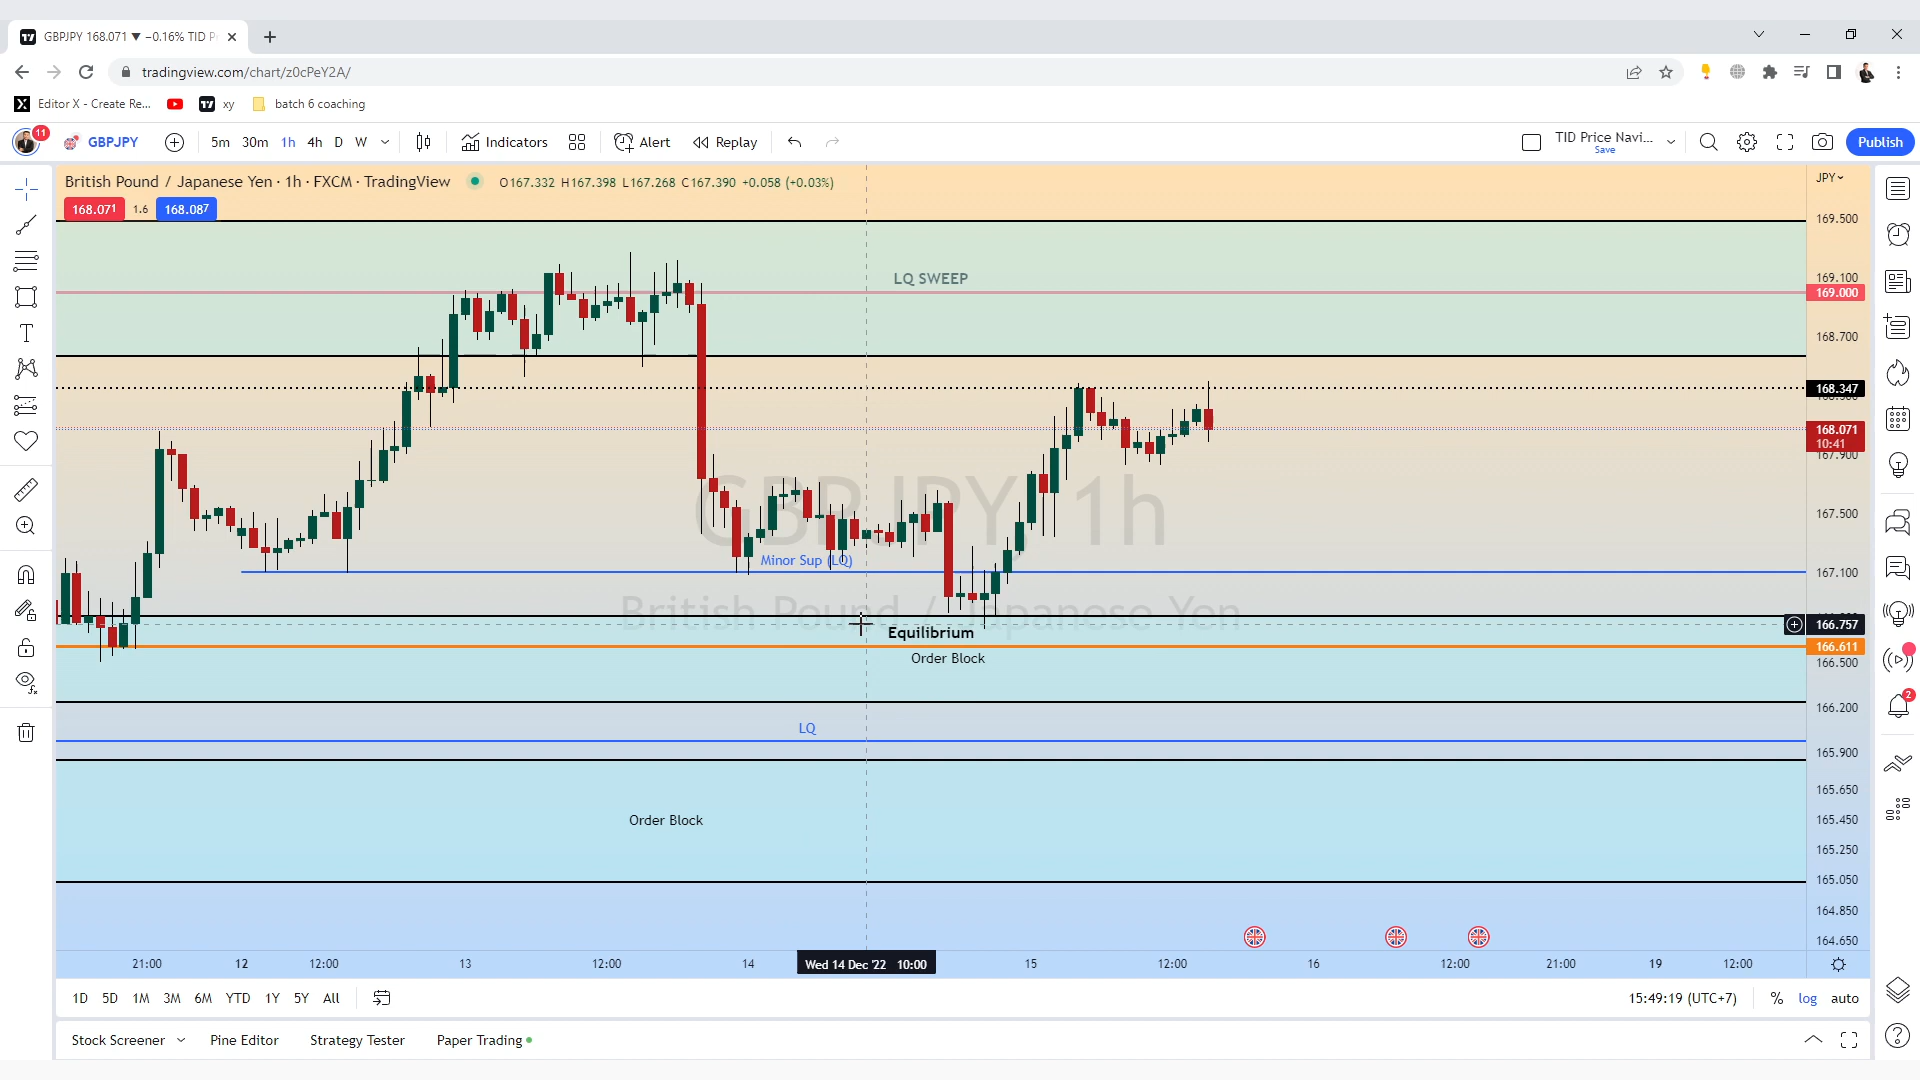 GBPJPY 168.071 ▼ −0.16% TID P
tradingview.com/chart/z0cPeY2A/
Editor X - Create Re...
xy
batch 6 coaching
11
GBPJPY
5m 30m 1h 4h D W
Indicators
Alert
Replay
TID Price Navi...
Save
Publish
British Pound / Japanese Yen · 1h · FXCM · TradingView
O167.332 H167.398 L167.268 C167.390 +0.058 (+0.03%)
JPY
168.071 1.6 168.087
169.500
LQ SWEEP
169.100
169.000
168.700
168.347
168.071
10:41
167.900
GBPJPY, 1h
167.500
Minor Sup (LQ)
167.100
British Pound / Japanese Yen
166.757
Equilibrium
166.611
Order Block
166.500
166.200
LQ
165.900
165.650
Order Block
165.450
165.250
165.050
164.850
164.650
21:00 12 12:00 13 12:00 14 Wed 14 Dec '22 10:00 15 12:00 16 12:00 21:00 19 12:00
1D 5D 1M 3M 6M YTD 1Y 5Y All
15:49:19 (UTC+7) % log auto
Stock Screener
Pine Editor
Strategy Tester
Paper Trading
2